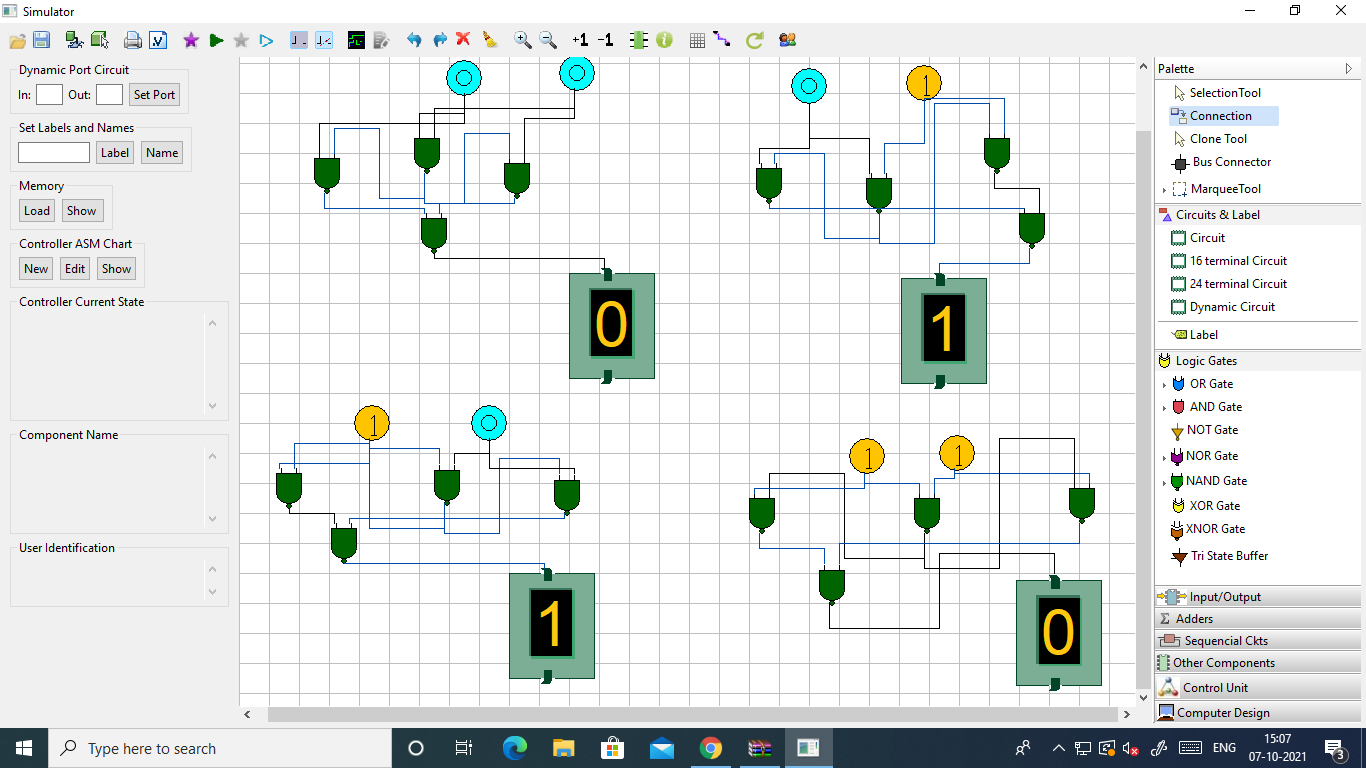 Simulator
+1 -1
Dynamic Port Circuit
In: Out: Set Port
Set Labels and Names
Label Name
Memory
Load Show
Controller ASM Chart
New Edit Show
Controller Current State
Component Name
User Identification
1
0
1
1
1
1 1
0
Palette
SelectionTool
Connection
Clone Tool
Bus Connector
MarqueeTool
Circuits & Label
Circuit
16 terminal Circuit
24 terminal Circuit
Dynamic Circuit
Label
Logic Gates
OR Gate
AND Gate
NOT Gate
NOR Gate
NAND Gate
XOR Gate
XNOR Gate
Tri State Buffer
Input/Output
Σ Adders
Sequencial Ckts
Other Components
Control Unit
Computer Design
Type here to search
ENG
15:07
07-10-2021
3